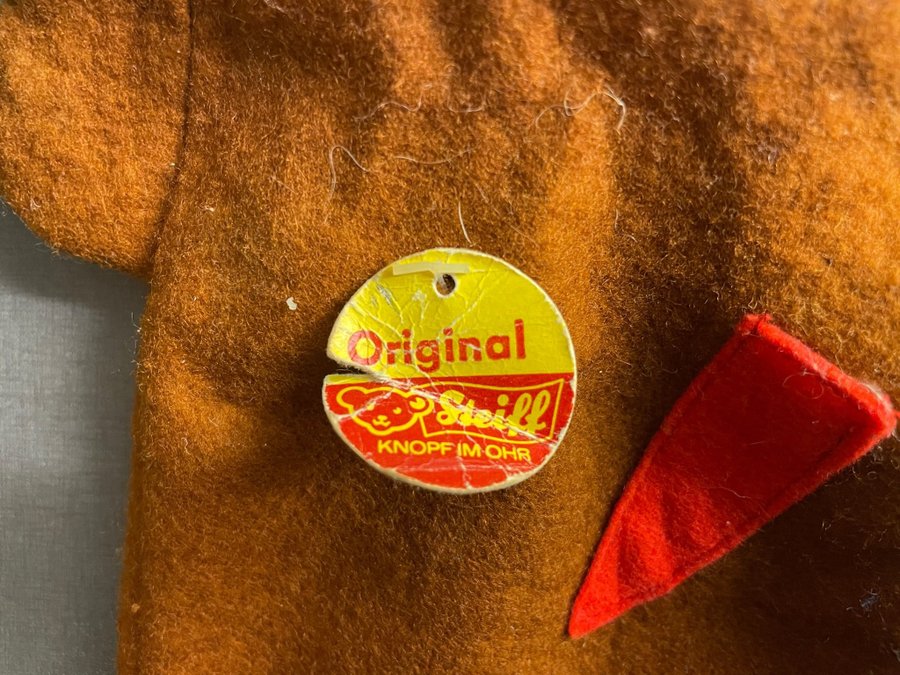 Original
Steiff
KNOPF IM OHR